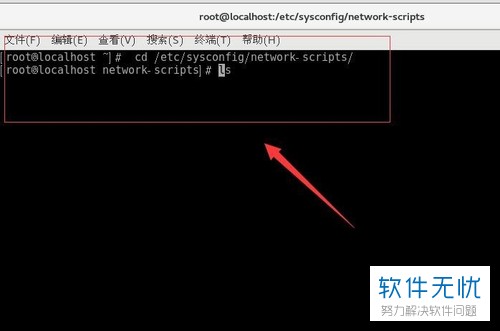 root@localhost:/etc/sysconfig/network-scripts
文件(F) 编辑(E) 查看(V) 搜索(S) 终端(T) 帮助(H)
[root@localhost ~]# cd /etc/sysconfig/network-scripts/
[root@localhost network-scripts]# ls
软件无忧
努力解决软件问题